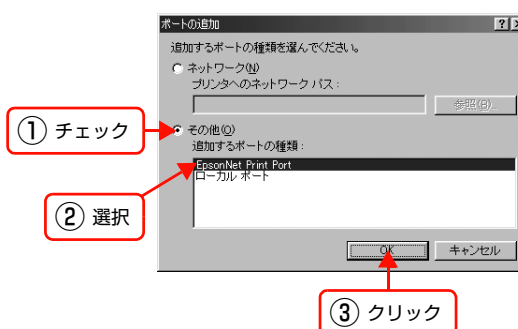 ポートの追加
追加するポートの種類を選んでください。
ネットワーク(N)
プリンタへのネットワーク パス :
参照(B)...
① チェック
その他(O)
追加するポートの種類 :
EpsonNet Print Port
ローカル ポート
② 選択
OK
キャンセル
③ クリック